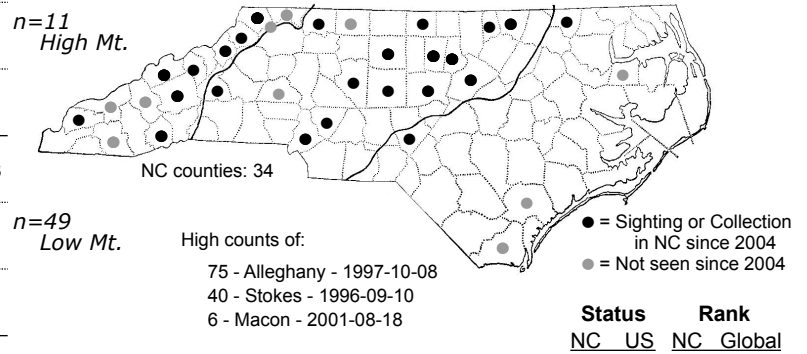 n=11
High Mt.
NC counties: 34
n=49
Low Mt.
High counts of:
75 - Alleghany - 1997-10-08
40 - Stokes - 1996-09-10
6 - Macon - 2001-08-18
= Sighting or Collection
in NC since 2004
= Not seen since 2004
Status Rank
NC US NC Global